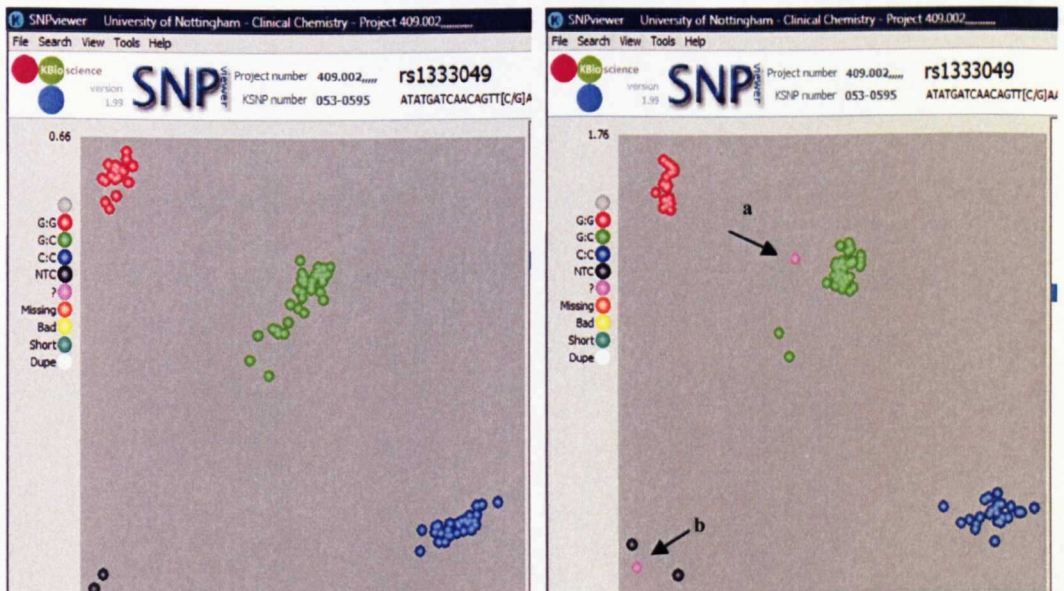 SNPviewer University of Nottingham - Clinical Chemistry - Project 409.002,,,,,,,,,,
File Search View Tools Help
KBioscience
version
1.99
SNP
viewer
Project number 409.002,,,,,
KSNP number 053-0595
rs1333049
ATATGATCAACAGTT[C/G]A
0.66
G:G
G:C
C:C
NTC
?
Missing
Bad
Short
Dupe
SNPviewer University of Nottingham - Clinical Chemistry - Project 409.002,,,,,,,,,,
File Search View Tools Help
KBioscience
version
1.99
SNP
viewer
Project number 409.002,,,,,
KSNP number 053-0595
rs1333049
ATATGATCAACAGTT[C/G]A
1.76
G:G
G:C
C:C
NTC
?
Missing
Bad
Short
Dupe
a
b